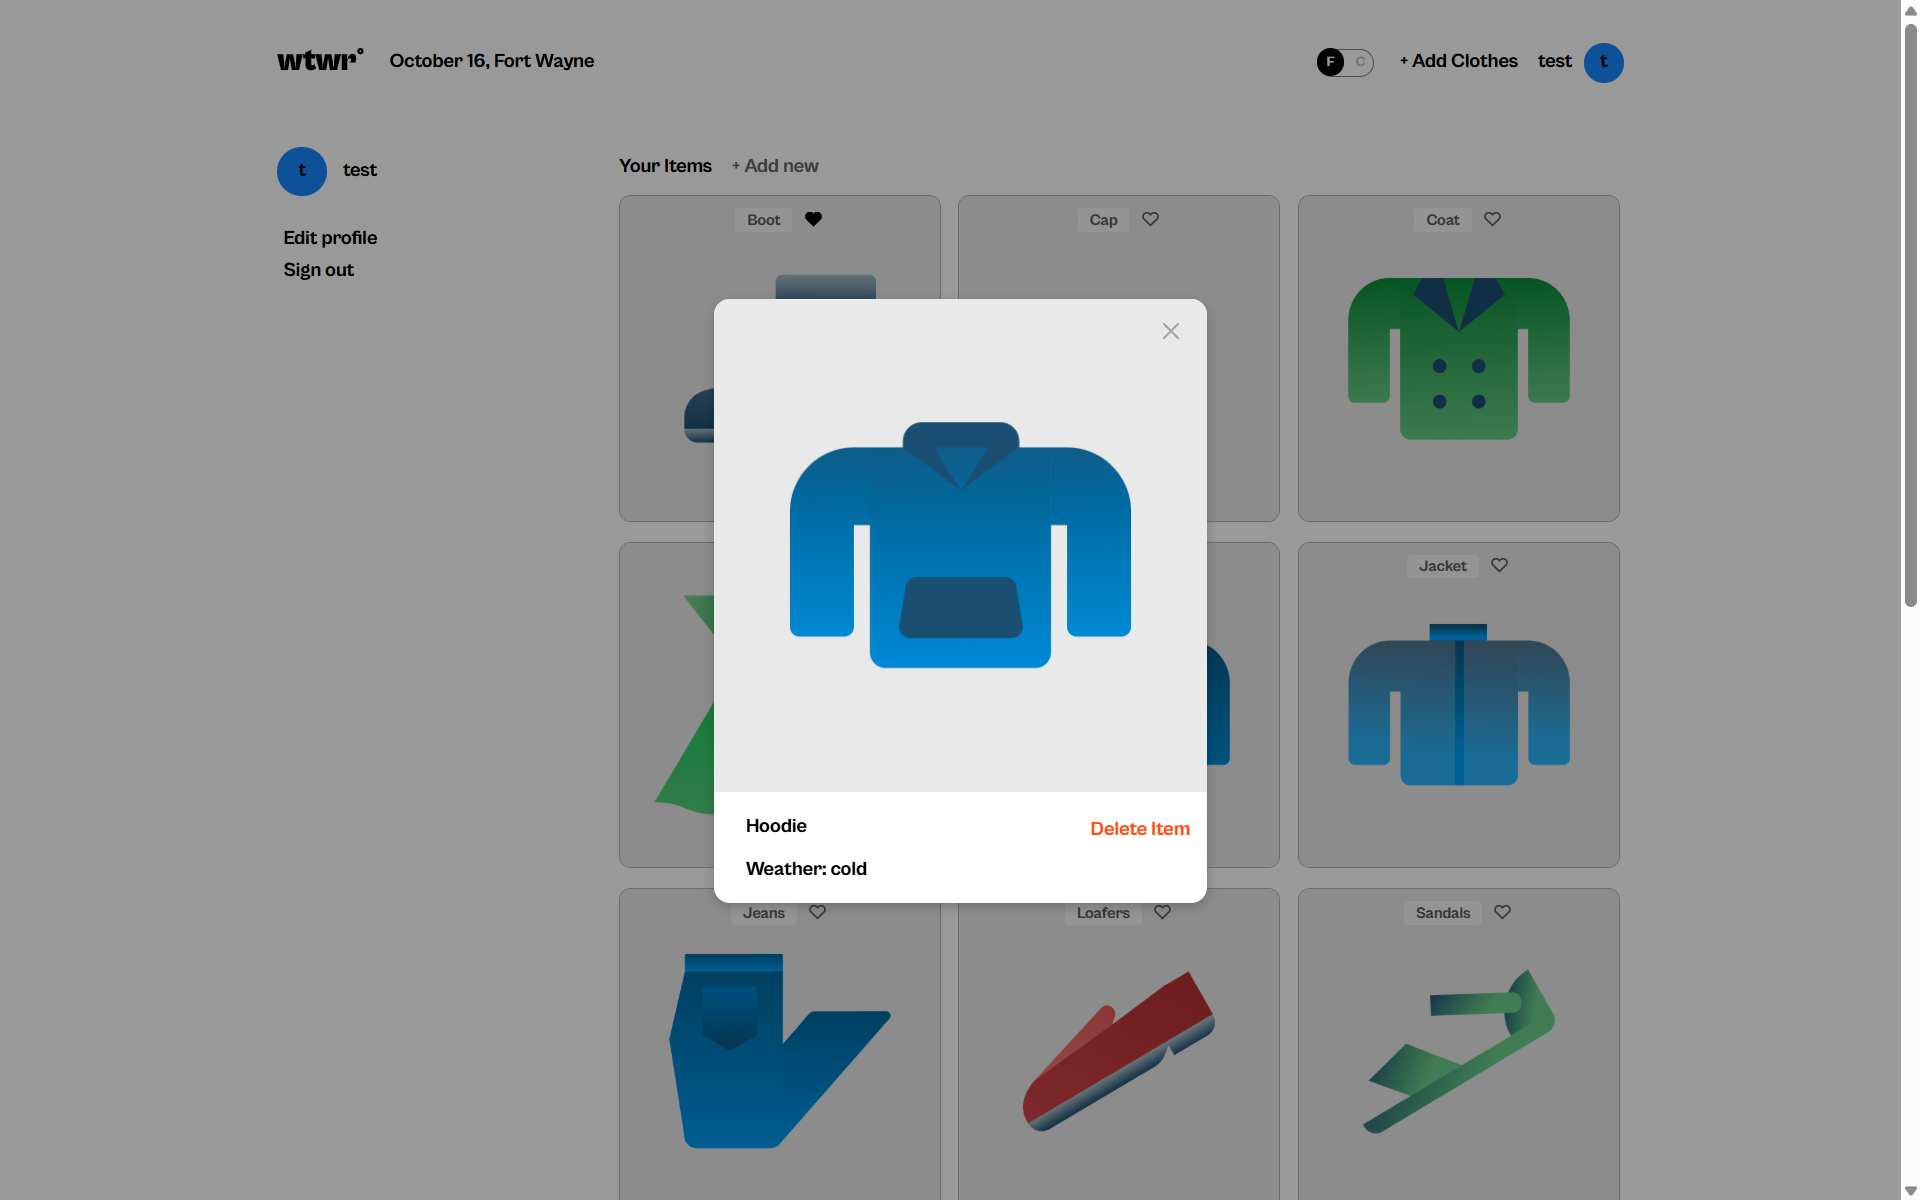 wtwr°
October 16, Fort Wayne
F C
+ Add Clothes
test
t
t
test
Edit profile
Sign out
Your Items
+ Add new
Boot
Cap
Coat
Jacket
Hoodie
Delete Item
Weather: cold
Jeans
Loafers
Sandals